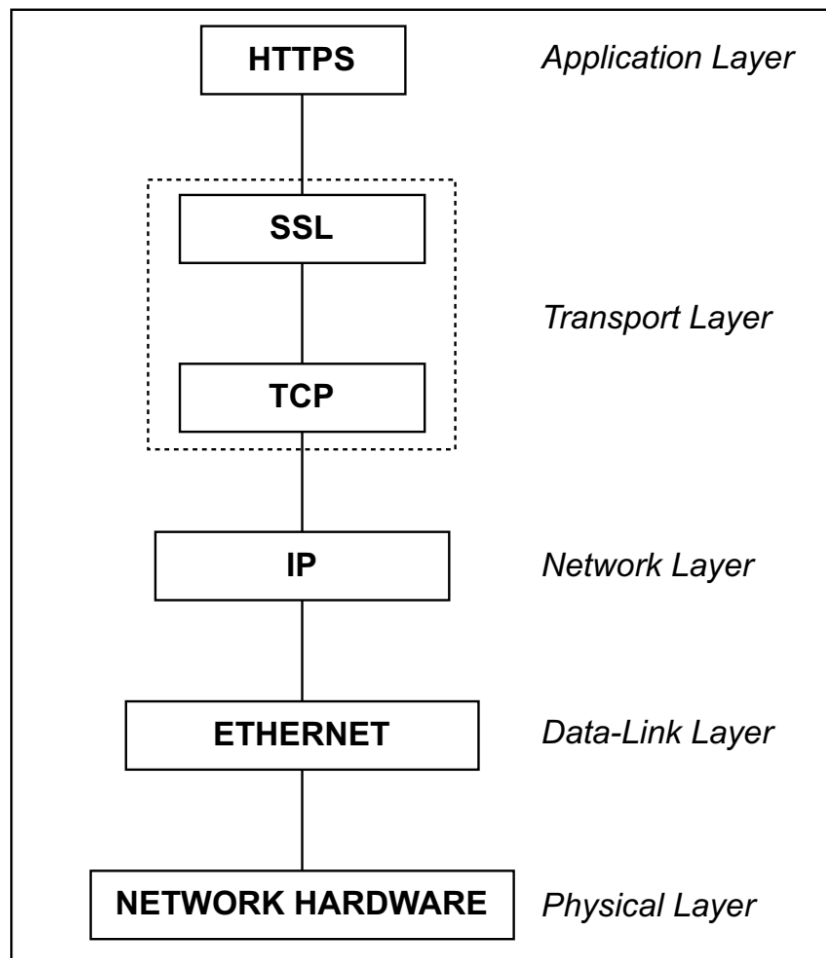 HTTPS
Application Layer
SSL
Transport Layer
TCP
IP
Network Layer
ETHERNET
Data-Link Layer
NETWORK HARDWARE
Physical Layer